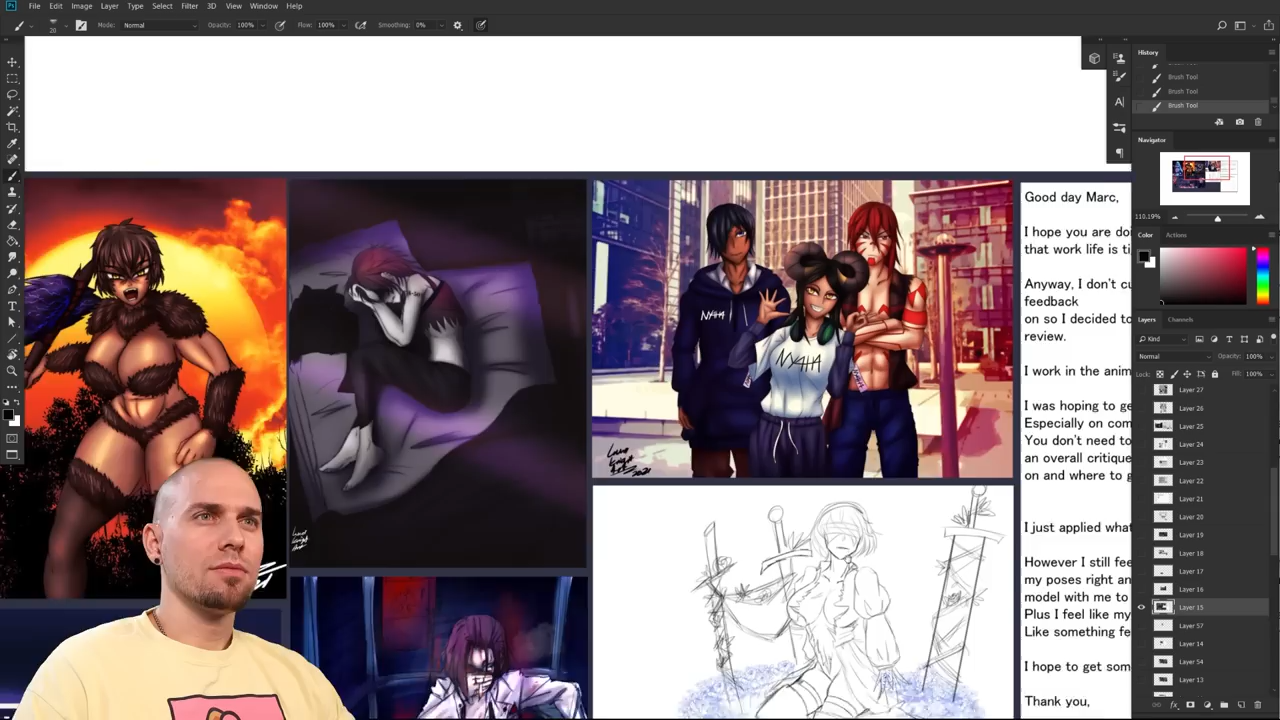 File Edit Image Layer Type Select Filter 3D View Window Help
20 Mode: Normal Opacity: 100% Flow: 100% Smoothing: 0%
History
Brush Tool
Brush Tool
Brush Tool
Navigator
110.19%
Color Actions
Layers Channels
Kind
Normal Opacity: 100%
Lock: Fill: 100%
Layer 27
Layer 26
Layer 25
Layer 24
Layer 23
Layer 22
Layer 21
Layer 20
Layer 19
Layer 18
Layer 17
Layer 16
Layer 15
Layer 57
Layer 14
Layer 54
Layer 13
Good day Marc,
I hope you are doi
that work life is ti
Anyway, I don't cu
feedback
on so I decided to
review.
I work in the anim
I was hoping to ge
Especially on com
You don't need to
an overall critique
on and where to g
I just applied what
However I still fee
my poses right an
model with me to
Plus I feel like my
Like something fe
I hope to get som
Thank you,